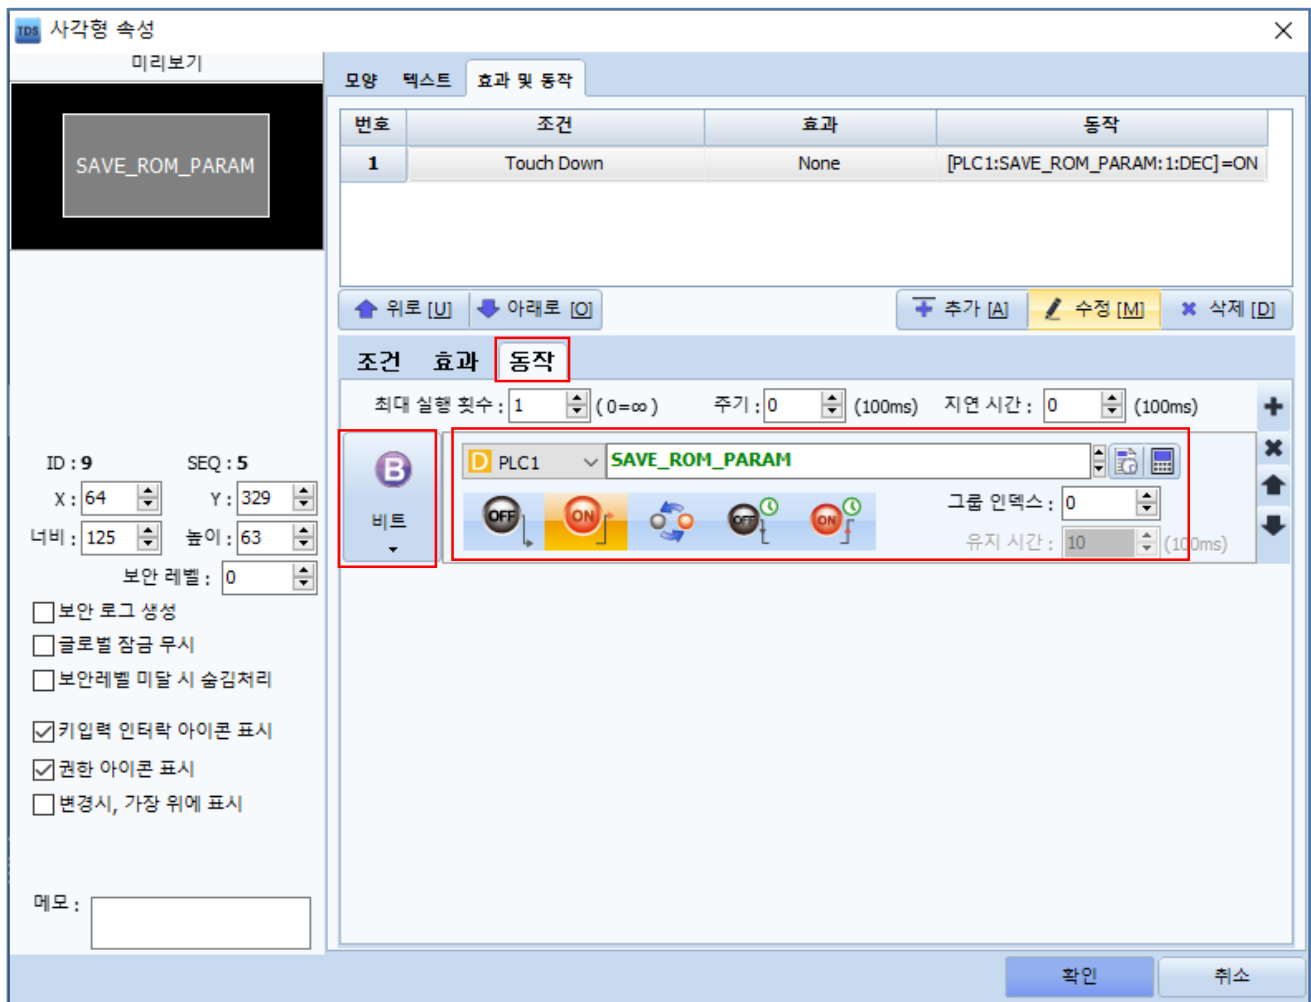 TDS 사각형 속성
미리보기
SAVE_ROM_PARAM
모양 텍스트 효과 및 동작
번호 조건 효과 동작
1 Touch Down None [PLC1:SAVE_ROM_PARAM:1:DEC]=ON
위로 [U] 아래로 [O] 추가 [A] 수정 [M] 삭제 [D]
조건 효과 동작
최대 실행 횟수 : 1 ( 0=∞ ) 주기 : 0 (100ms) 지연 시간 : 0 (100ms)
B D PLC1 SAVE_ROM_PARAM
비트 OFF ON OFF ON 그룹 인덱스 : 0
유지 시간 : 10 (100ms)
ID : 9 SEQ : 5
X : 64 Y : 329
너비 : 125 높이 : 63
보안 레벨 : 0
보안 로그 생성
글로벌 잠금 무시
보안레벨 미달 시 숨김처리
키입력 인터락 아이콘 표시
권한 아이콘 표시
변경시, 가장 위에 표시
메모 :
확인 취소